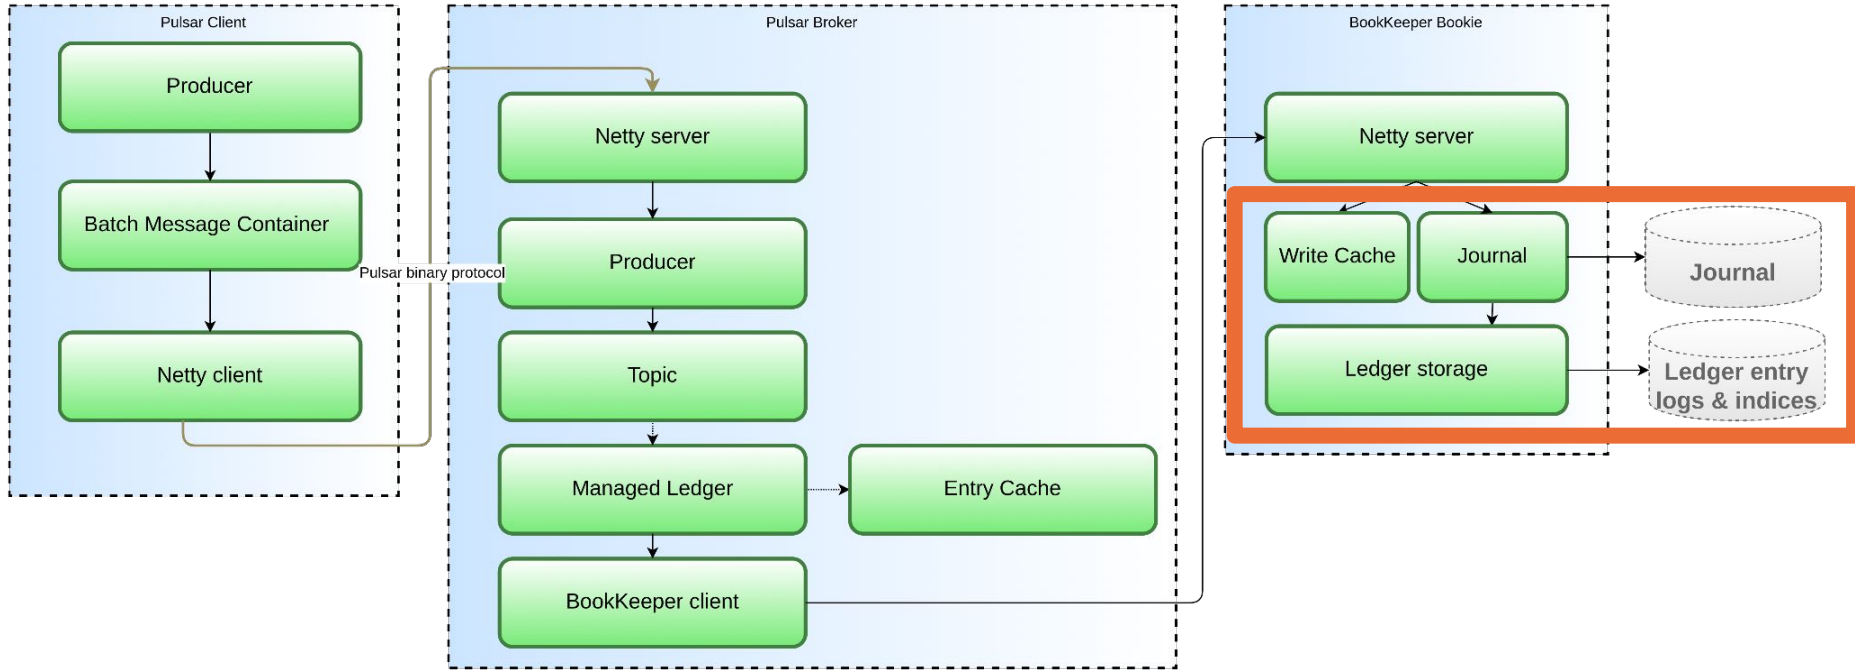 Pulsar Client
Producer
Batch Message Container
Netty client
Pulsar binary protocol
Pulsar Broker
Netty server
Producer
Topic
Managed Ledger
Entry Cache
BookKeeper client
BookKeeper Bookie
Netty server
Write Cache
Journal
Journal
Ledger storage
Ledger entry
logs & indices